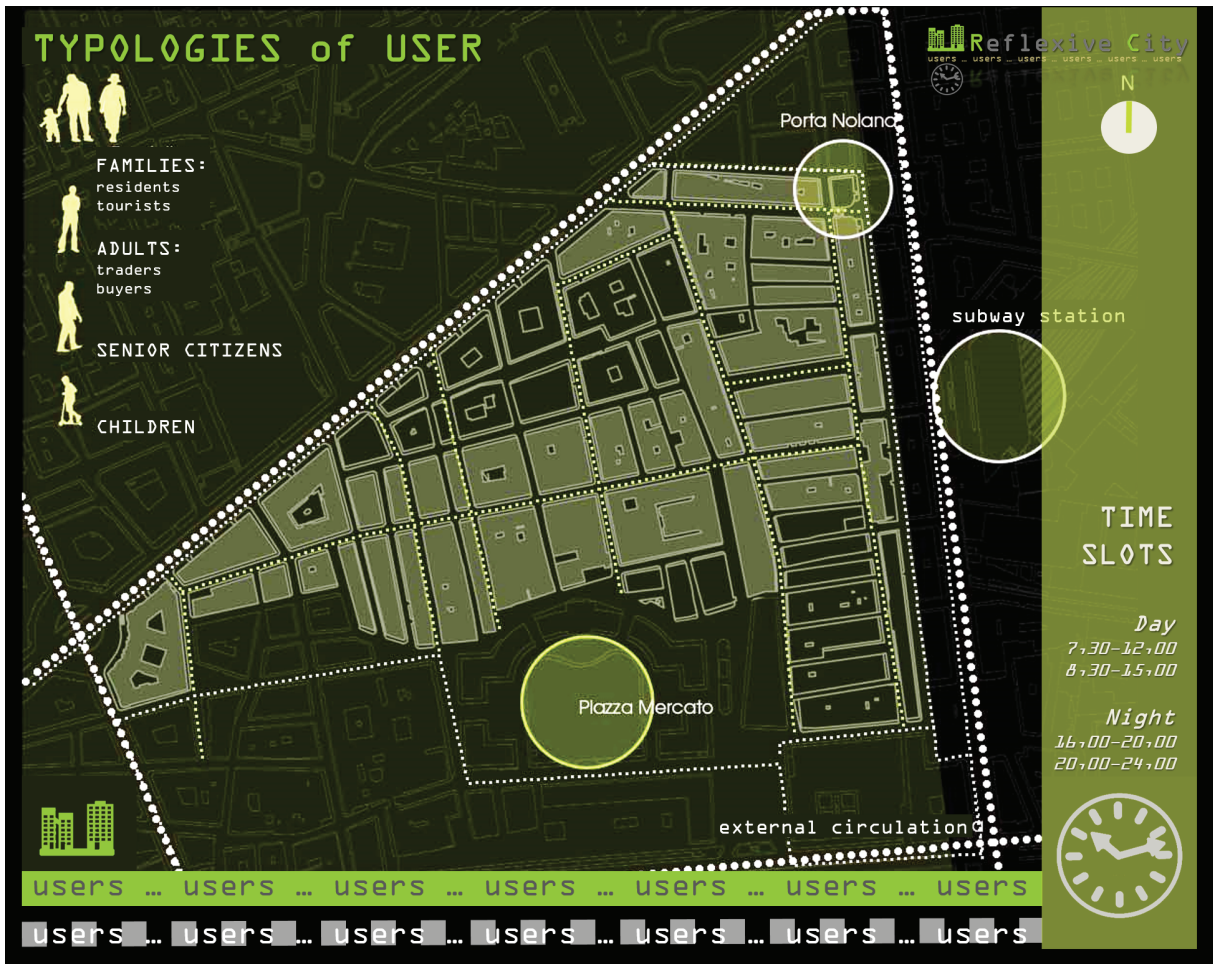 TYPOLOGIES of USER
Reflexive City
users … users … users … users … users … users … users
N
Porta Nolana
FAMILIES:
residents
tourists
ADULTS:
traders
buyers
SENIOR CITIZENS
CHILDREN
subway station
TIME
SLOTS
Day
7,30-12,00
8,30-15,00
Night
16,00-20,00
20,00-24,00
PIazza Mercato
external circulation
users … users … users … users … users … users … users
users … users … users … users … users … users … users